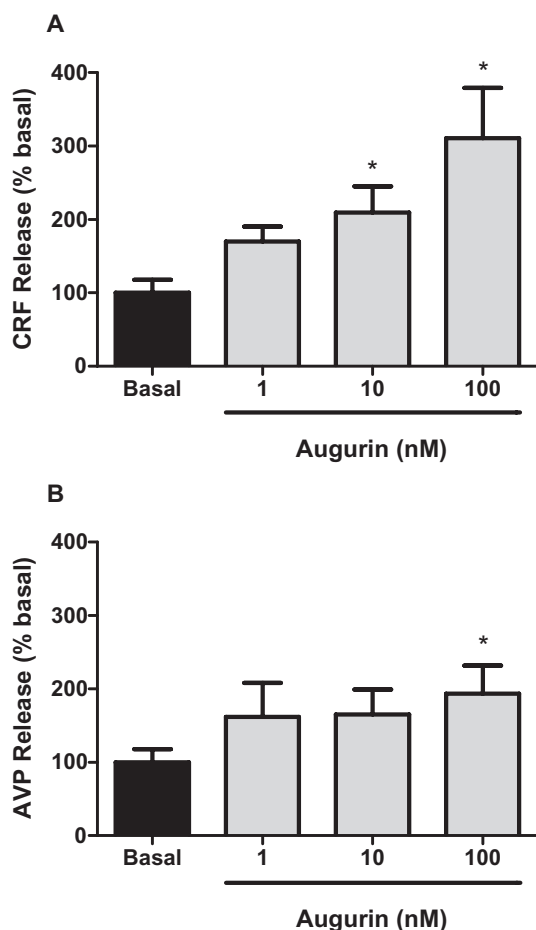 A
CRF Release (% basal)
400
300
200
100
0
*
*
Basal 1 10 100
Augurin (nM)
B
AVP Release (% basal)
400
300
200
100
0
*
Basal 1 10 100
Augurin (nM)